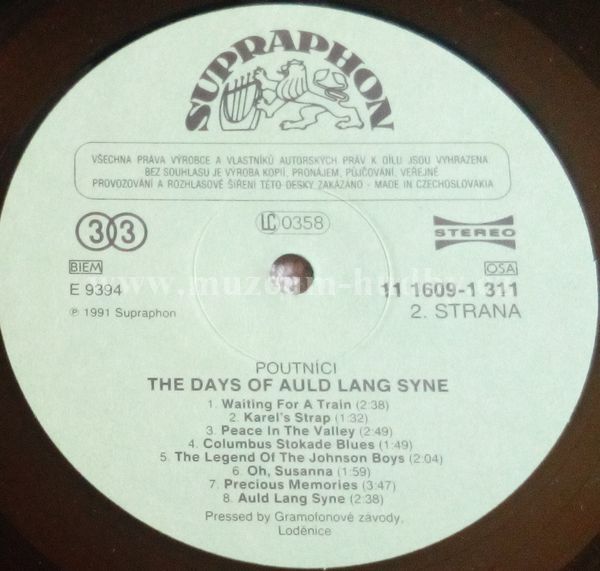 SUPRAPHON
VŠECHNA PRÁVA VÝROBCE A VLASTNÍKŮ AUTORSKÝCH PRÁV K DÍLU JSOU VYHRAZENA
BEZ SOUHLASU JE VÝROBA KOPIÍ, PRONÁJEM, PŮJČOVÁNÍ, VEŘEJNÉ
PROVOZOVÁNÍ A ROZHLASOVÉ ŠÍŘENÍ TÉTO DESKY ZAKÁZÁNO - MADE IN CZECHOSLOVAKIA
33
LC 0358
STEREO
BIEM
OSA
www.muzeum-hudby
E 9394
11 1609-1 311
℗ 1991 Supraphon
2. STRANA
POUTNÍCI
THE DAYS OF AULD LANG SYNE
1. Waiting For A Train (2:38)
2. Karel's Strap (1:32)
3. Peace In The Valley (2:49)
4. Columbus Stokade Blues (1:49)
5. The Legend Of The Johnson Boys (2:04)
6. Oh, Susanna (1:59)
7. Precious Memories (3:47)
8. Auld Lang Syne (2:38)
Pressed by Gramofonové závody,
Loděnice